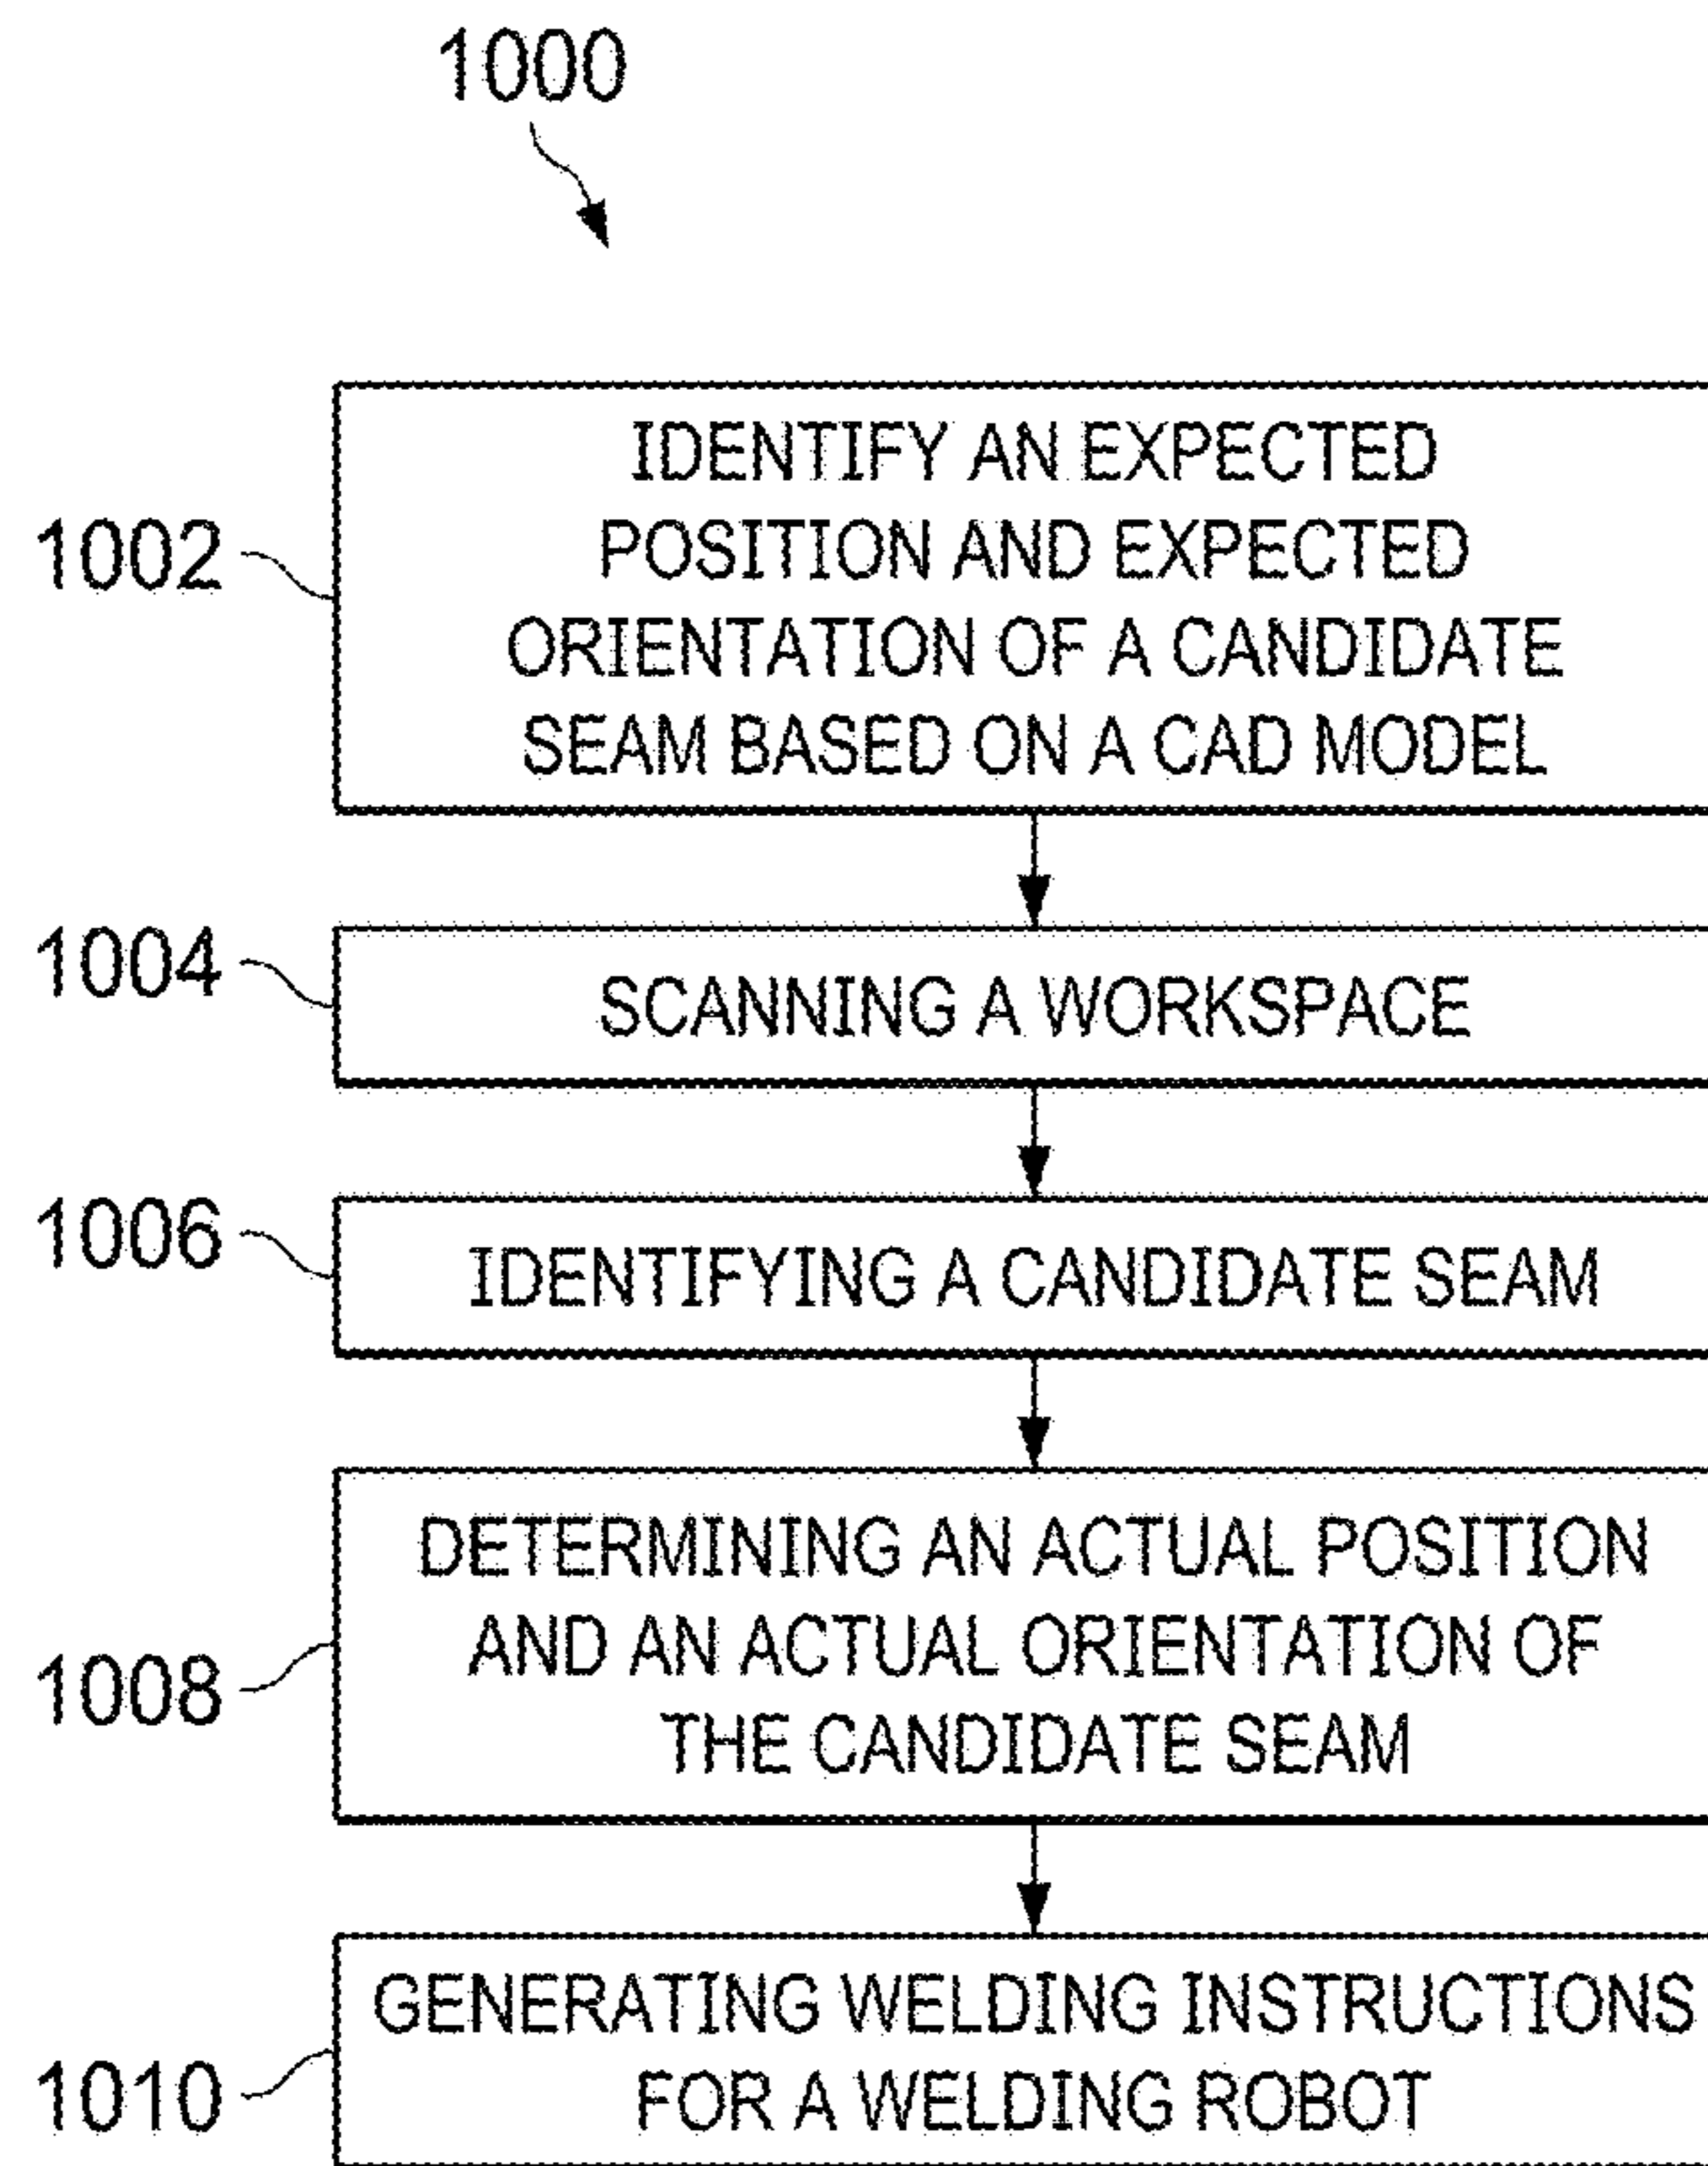 1000
1002
IDENTIFY AN EXPECTED
POSITION AND EXPECTED
ORIENTATION OF A CANDIDATE
SEAM BASED ON A CAD MODEL
1004
SCANNING A WORKSPACE
1006
IDENTIFYING A CANDIDATE SEAM
1008
DETERMINING AN ACTUAL POSITION
AND AN ACTUAL ORIENTATION OF
THE CANDIDATE SEAM
1010
GENERATING WELDING INSTRUCTIONS
FOR A WELDING ROBOT